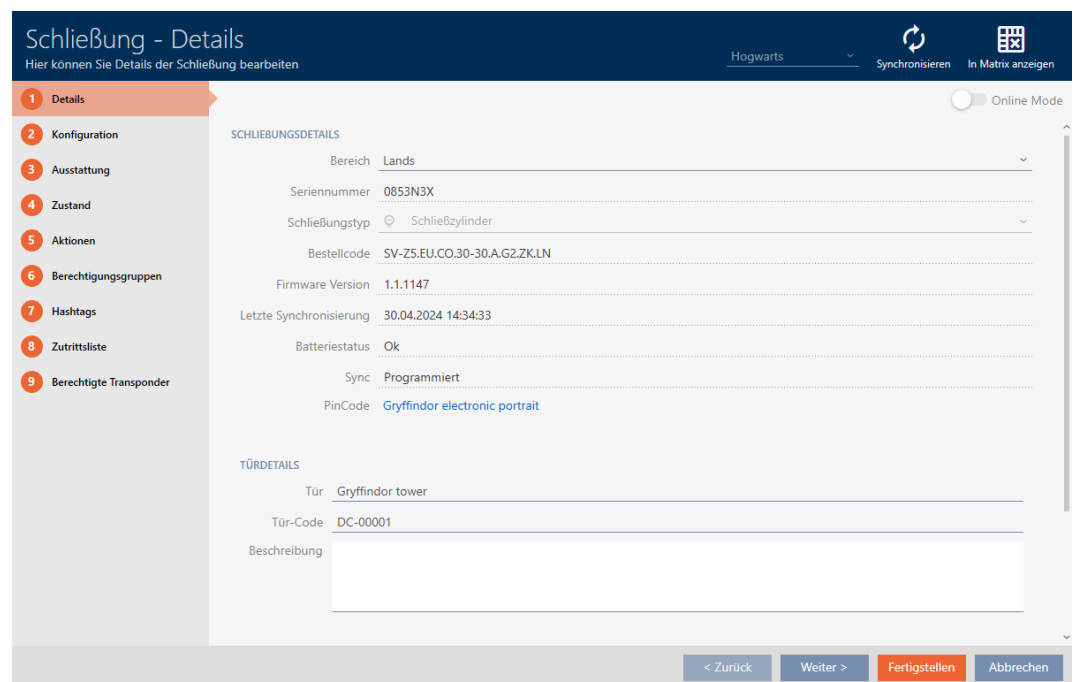 Schließung - Details
Hier können Sie Details der Schließung bearbeiten
Hogwarts
Synchronisieren
In Matrix anzeigen
1 Details
2 Konfiguration
3 Ausstattung
4 Zustand
5 Aktionen
6 Berechtigungsgruppen
7 Hashtags
8 Zutrittsliste
9 Berechtigte Transponder
Online Mode
SCHLIEßUNGSDETAILS
Bereich Lands
Seriennummer 0853N3X
Schließungstyp Schließzylinder
Bestellcode SV-Z5.EU.CO.30-30.A.G2.ZK.LN
Firmware Version 1.1.1147
Letzte Synchronisierung 30.04.2024 14:34:33
Batteriestatus Ok
Sync Programmiert
PinCode Gryffindor electronic portrait
TÜRDETAILS
Tür Gryffindor tower
Tür-Code DC-00001
Beschreibung
< Zurück
Weiter >
Fertigstellen
Abbrechen